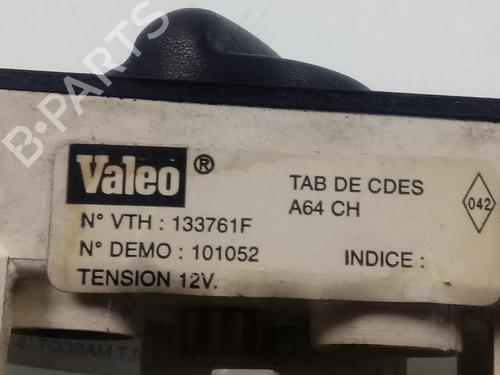 B-PARTS
Valeo ®
TAB DE CDES
A64 CH
042
N° VTH : 133761F
N° DEMO : 101052
INDICE :
TENSION 12V.